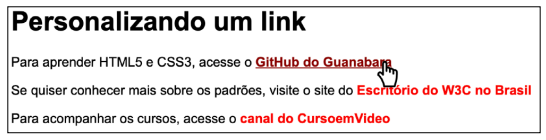 Personalizando um link
Para aprender HTML5 e CSS3, acesse o GitHub do Guanabara
Se quiser conhecer mais sobre os padrões, visite o site do Escritório do W3C no Brasil
Para acompanhar os cursos, acesse o canal do CursoemVideo